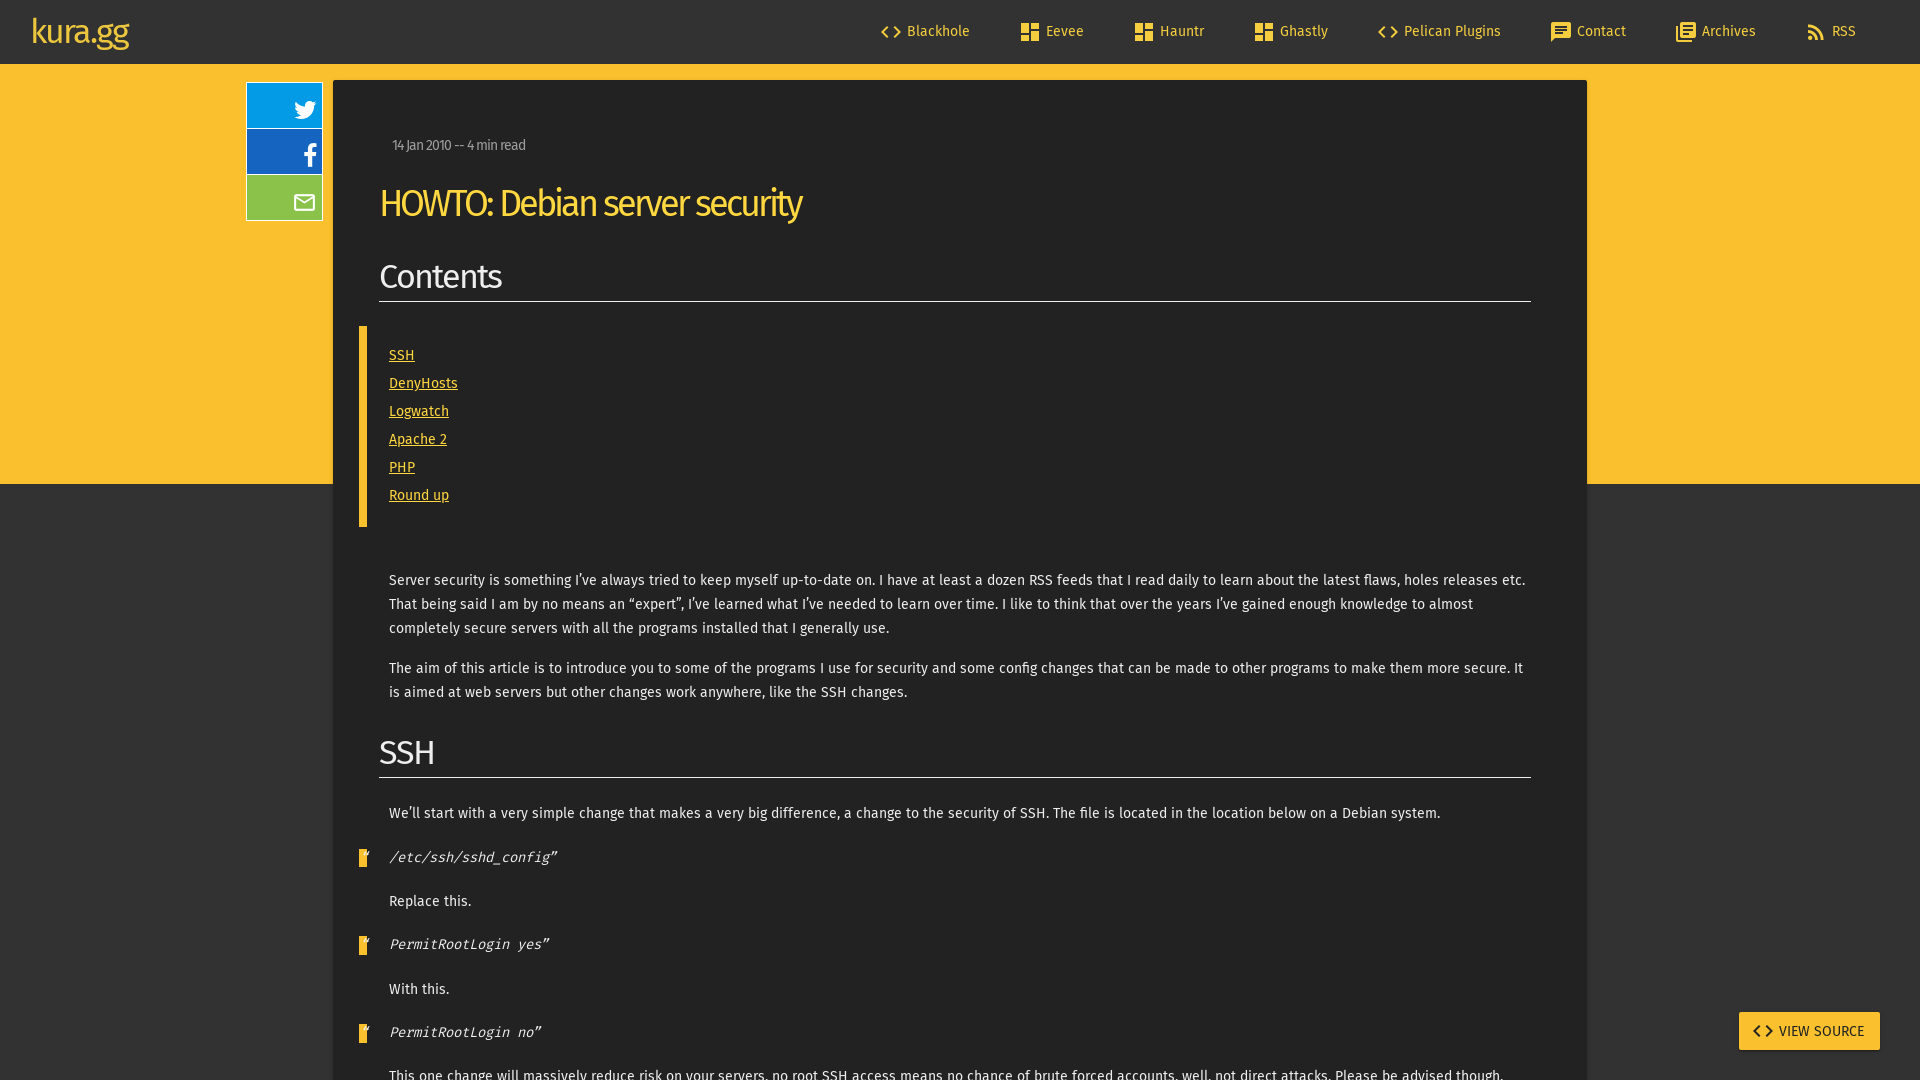 kura.gg
Blackhole
Eevee
Hauntr
Ghastly
Pelican Plugins
Contact
Archives
RSS
14 Jan 2010 -- 4 min read
HOWTO: Debian server security
Contents
SSH
DenyHosts
Logwatch
Apache 2
PHP
Round up
Server security is something I’ve always tried to keep myself up-to-date on. I have at least a dozen RSS feeds that I read daily to learn about the latest flaws, holes releases etc.
That being said I am by no means an “expert”, I’ve learned what I’ve needed to learn over time. I like to think that over the years I’ve gained enough knowledge to almost
completely secure servers with all the programs installed that I generally use.
The aim of this article is to introduce you to some of the programs I use for security and some config changes that can be made to other programs to make them more secure. It
is aimed at web servers but other changes work anywhere, like the SSH changes.
SSH
We’ll start with a very simple change that makes a very big difference, a change to the security of SSH. The file is located in the location below on a Debian system.
“ /etc/ssh/sshd_config”
Replace this.
“ PermitRootLogin yes”
With this.
“ PermitRootLogin no”
VIEW SOURCE
This one change will massively reduce risk on your servers, no root SSH access means no chance of brute forced accounts, well, not direct attacks. Please be advised though,